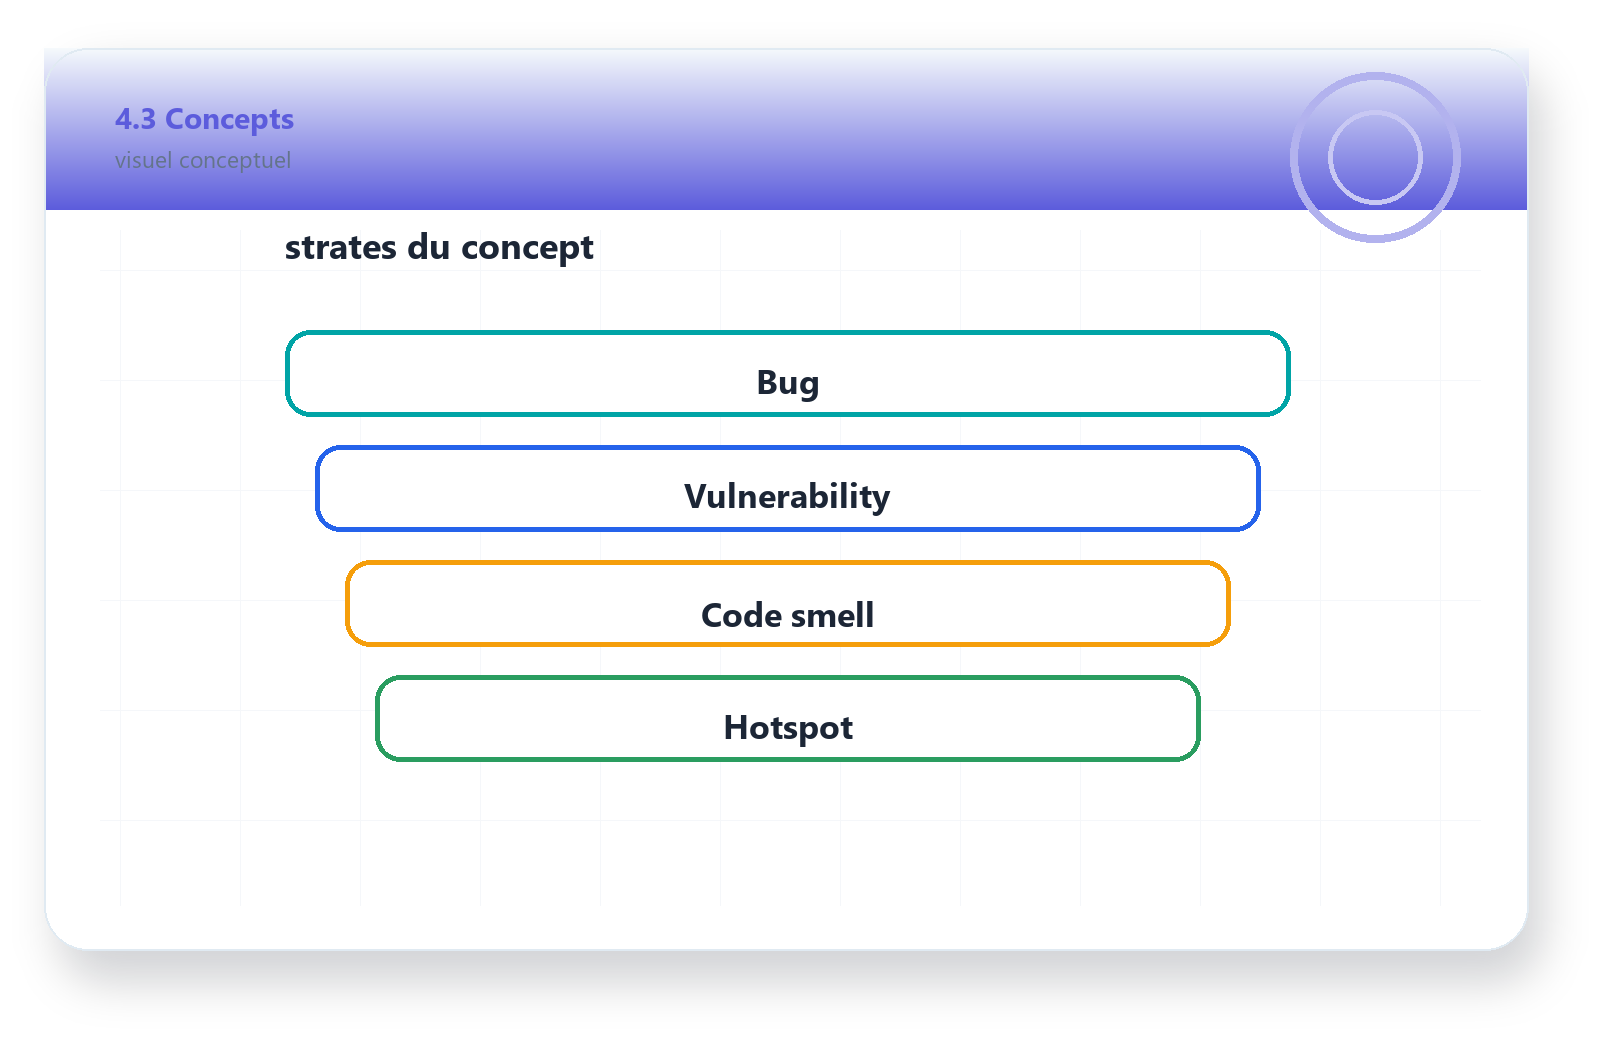 4.3 Concepts
visuel conceptuel
strates du concept
Bug
Vulnerability
Code smell
Hotspot